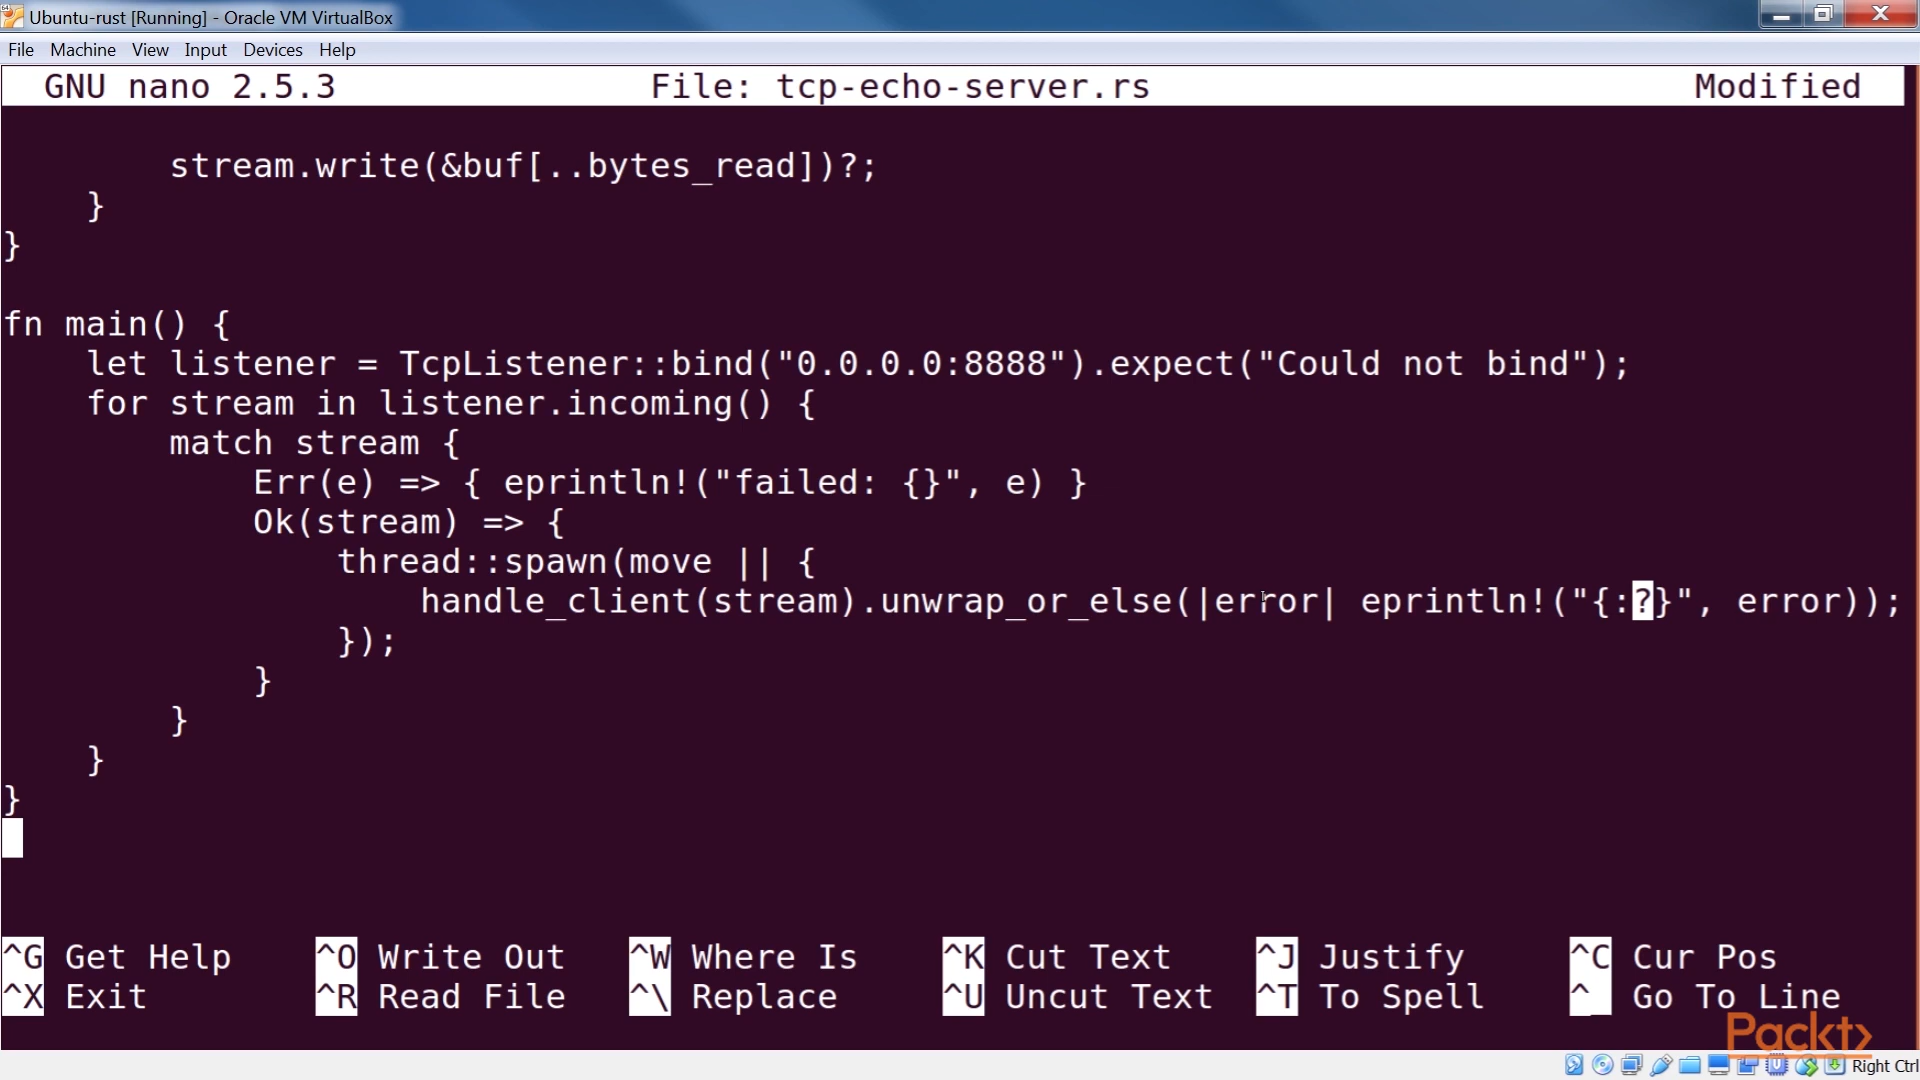 Ubuntu-rust [Running] - Oracle VM VirtualBox
File Machine View Input Devices Help
GNU nano 2.5.3 File: tcp-echo-server.rs Modified
        stream.write(&buf[..bytes_read])?;
    }
}
fn main() {
    let listener = TcpListener::bind("0.0.0.0:8888").expect("Could not bind");
    for stream in listener.incoming() {
        match stream {
            Err(e) => { eprintln!("failed: {}", e) }
            Ok(stream) => {
                thread::spawn(move || {
                    handle_client(stream).unwrap_or_else(|error| eprintln!("{:?}", error));
                });
            }
        }
    }
}
^G Get Help ^O Write Out ^W Where Is ^K Cut Text ^J Justify ^C Cur Pos
^X Exit ^R Read File ^\ Replace ^U Uncut Text ^T To Spell ^_ Go To Line
Packt>
Right Ctrl